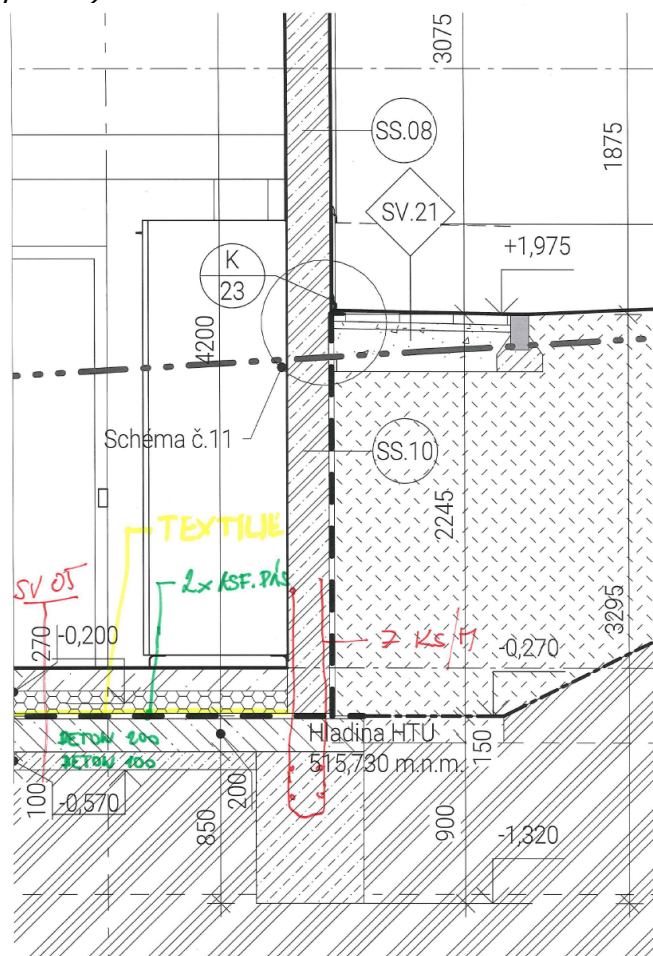 3075
SS.08
1875
SV.21
+1,975
K
23
4200
Schéma č.11
SS.10
2245
TEXTILIE
SV 05
2x ASF. PÁS
3295
270
-0,200
7 KS/M
-0,270
BETON 200
BETON 100
Hladina HTÚ
515,730 m.n.m.
150
100
-0,570
200
850
900
-1,320